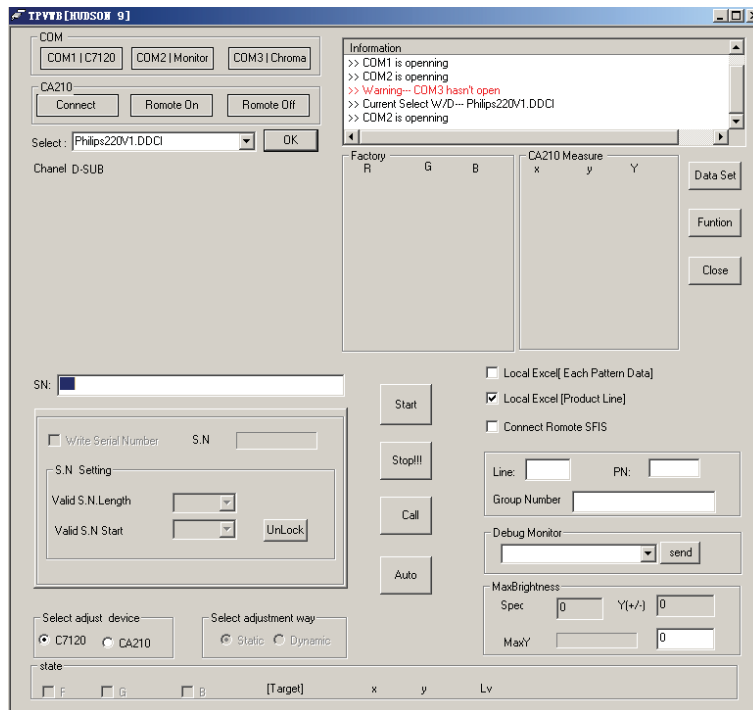 TPVWB[HUDSON 9]
COM
COM1 | C7120 COM2 | Monitor COM3 | Chroma
CA210
Connect Romote On Romote Off
Select : Philips220V1.DDCI OK
Chanel D-SUB
Information
>> COM1 is openning
>> COM2 is openning
>> Warning--- COM3 hasn't open
>> Current Select W/D--- Philips220V1.DDCI
>> COM2 is openning
Factory
R G B
CA210 Measure
x y Y
Data Set
Funtion
Close
SN:
Write Serial Number S.N
S.N Setting
Valid S.N.Length
Valid S.N Start UnLock
Start
Stop!!!
Call
Auto
Local Excel[ Each Pattern Data]
Local Excel [Product Line]
Connect Romote SFIS
Line: PN:
Group Number
Debug Monitor
send
MaxBrightness
Spec 0 Y(+/-) 0
MaxY 0
Select adjust device
C7120 CA210
Select adjustment way
Static Dynamic
state
F G B [Target] x y Lv